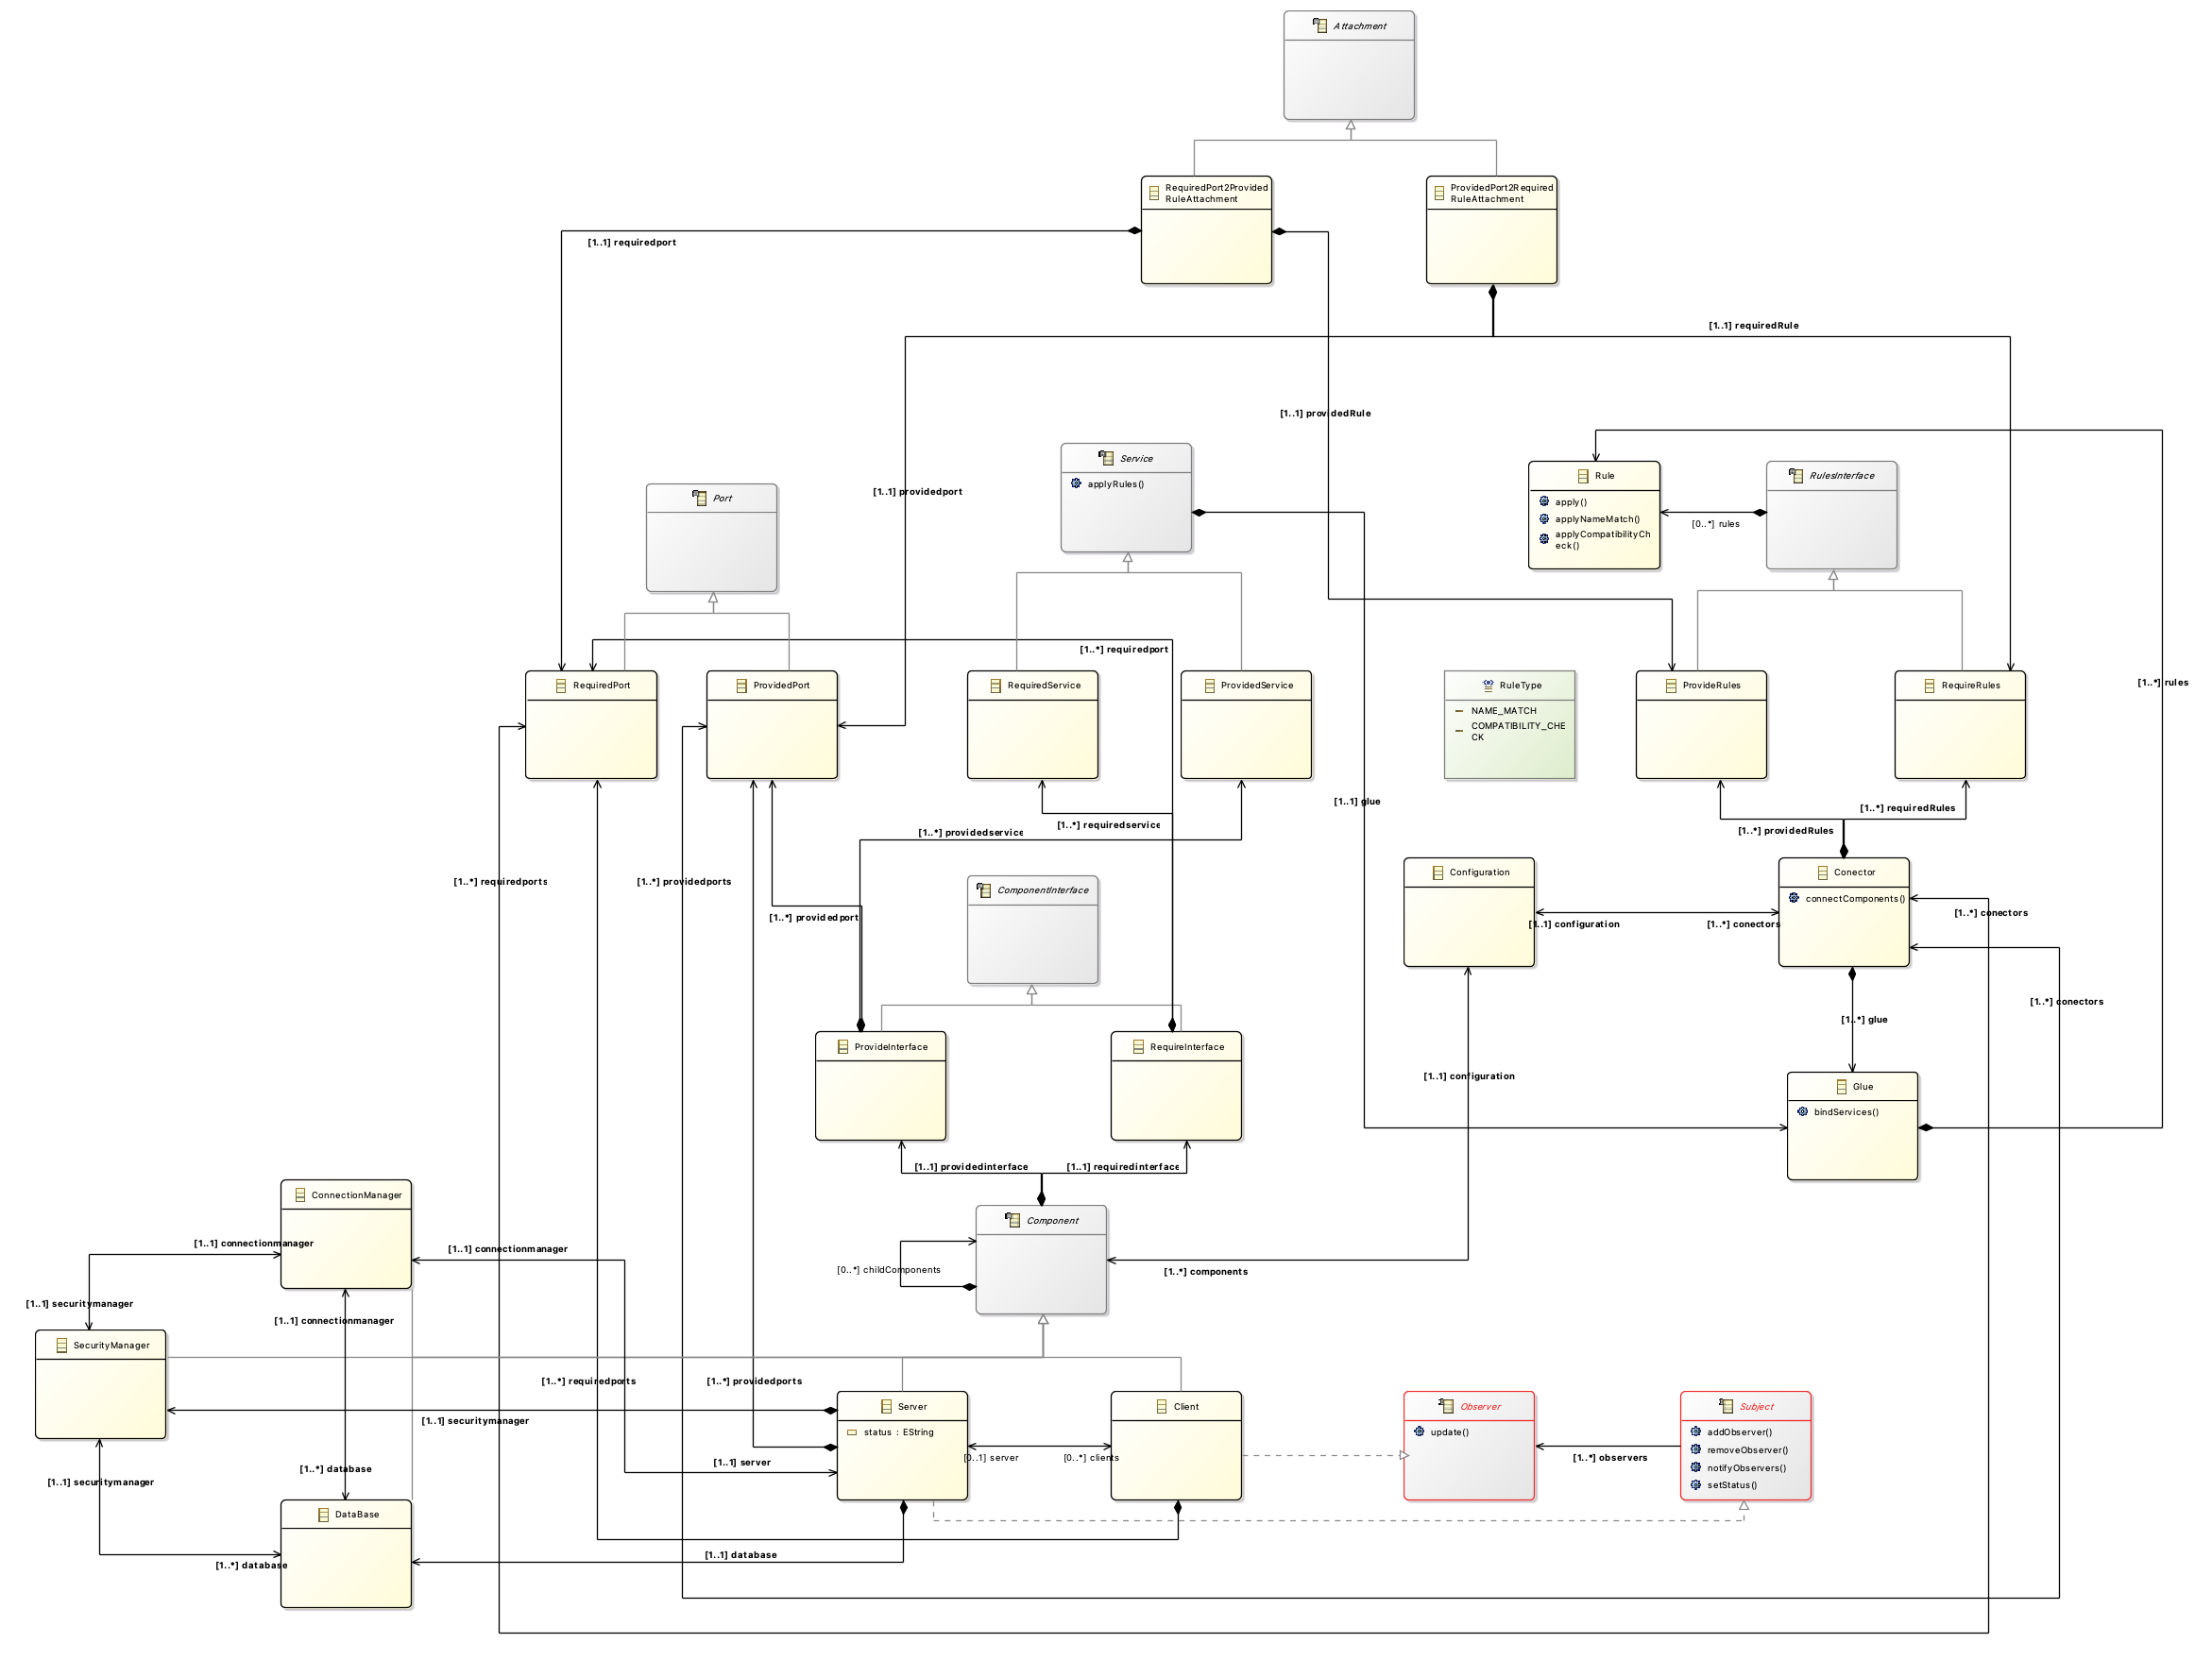 Attachment
RequiredPort2Provided
RuleAttachment
ProvidedPort2Required
RuleAttachment
[1..1] requiredport
[1..1] requiredRule
[1..1] providedRule
Service
applyRules()
Rule
apply()
applyNameMatch()
applyCompatibilityCh
eck()
RulesInterface
[0..*] rules
Port
[1..1] providedport
[1..*] requiredport
RequiredPort
ProvidedPort
RequiredService
ProvidedService
RuleType
NAME_MATCH
COMPATIBILITY_CHE
CK
ProvideRules
RequireRules
[1..*] rules
[1..1] glue
[1..*] requiredRules
[1..*] requiredservice
[1..*] providedservice
[1..*] providedRules
[1..*] requiredports
[1..*] providedports
ComponentInterface
Configuration
Conector
connectComponents()
[1..*] providedport
[1..1] configuration
[1..*] conectors
[1..*] conectors
[1..*] conectors
[1..*] glue
ProvideInterface
RequireInterface
[1..1] configuration
Glue
bindServices()
[1..1] providedinterface
[1..1] requiredinterface
ConnectionManager
Component
[1..1] connectionmanager
[1..1] connectionmanager
[0..*] childComponents
[1..*] components
[1..1] securitymanager
[1..1] connectionmanager
SecurityManager
[1..*] requiredports
[1..*] providedports
Server
status : EString
Client
Observer
update()
Subject
addObserver()
removeObserver()
notifyObservers()
setStatus()
[1..1] securitymanager
[0..1] server
[0..*] clients
[1..*] observers
[1..1] server
[1..*] database
[1..1] securitymanager
DataBase
[1..1] database
[1..*] database